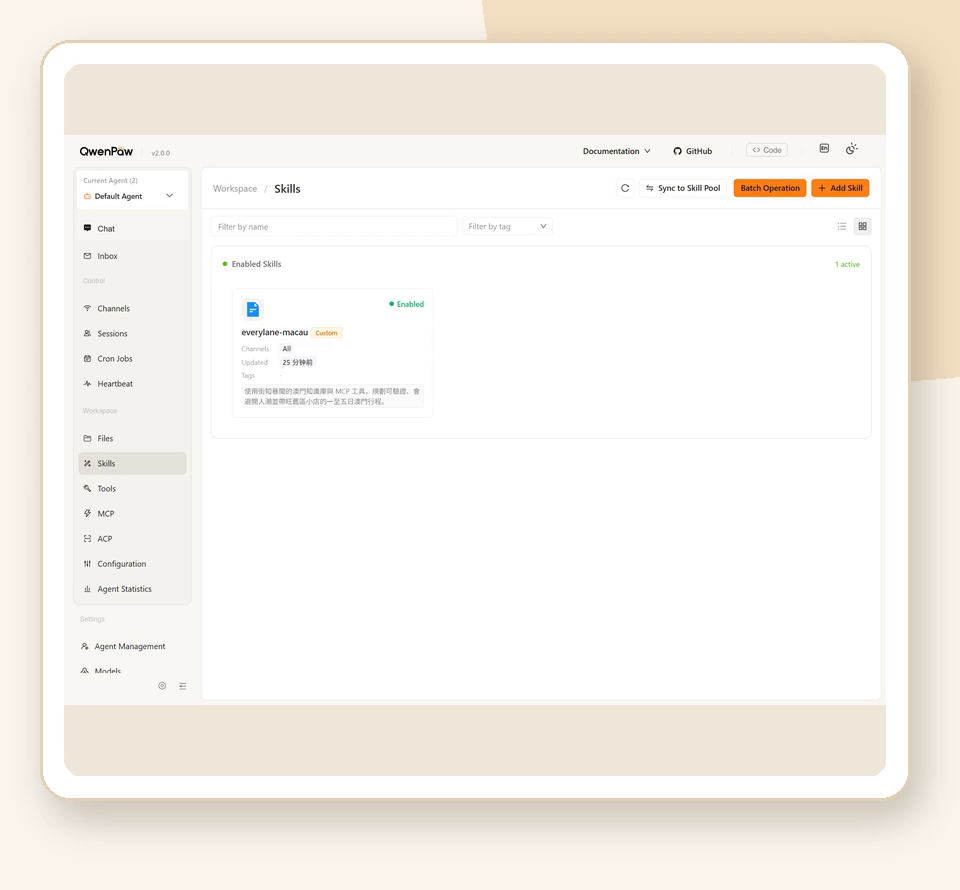 QwenPaw
v2.0.0
Documentation
GitHub
<> Code
En
Current Agent (2)
Default Agent
Chat
Inbox
Control
Channels
Sessions
Cron Jobs
Heartbeat
Workspace
Files
Skills
Tools
MCP
ACP
Configuration
Agent Statistics
Settings
Agent Management
Models
Workspace / Skills
Sync to Skill Pool
Batch Operation
+ Add Skill
Filter by name
Filter by tag
Enabled Skills
1 active
Enabled
everylane-macau Custom
Channels All
Updated 25 分钟前
Tags -
使用街知巷聞的澳門知識庫與 MCP 工具，規劃可驗證、會
避開人潮並帶旺舊區小店的一至五日澳門行程。